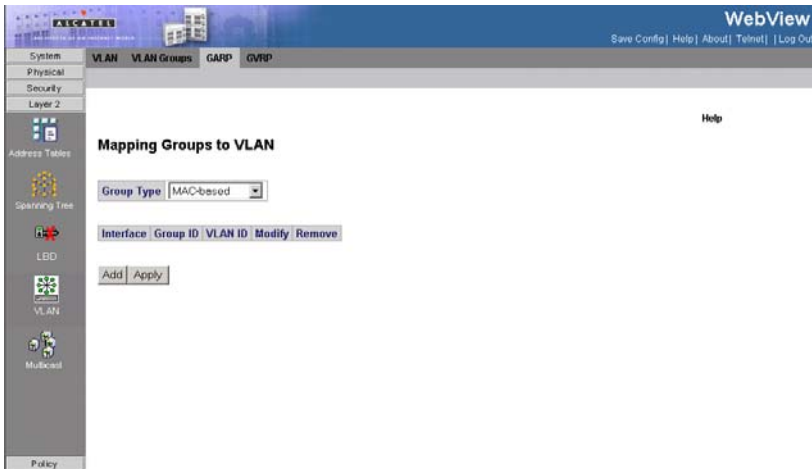 ALCATEL
WebView
Save Config| Help| About| Telnet| |Log Out
System
Physical
Security
Layer 2
Address Tables
Spanning Tree
LBD
VLAN
Multicast
Policy
VLAN VLAN Groups GARP GVRP
Help
Mapping Groups to VLAN
Group Type MAC-based
Interface Group ID VLAN ID Modify Remove
Add Apply